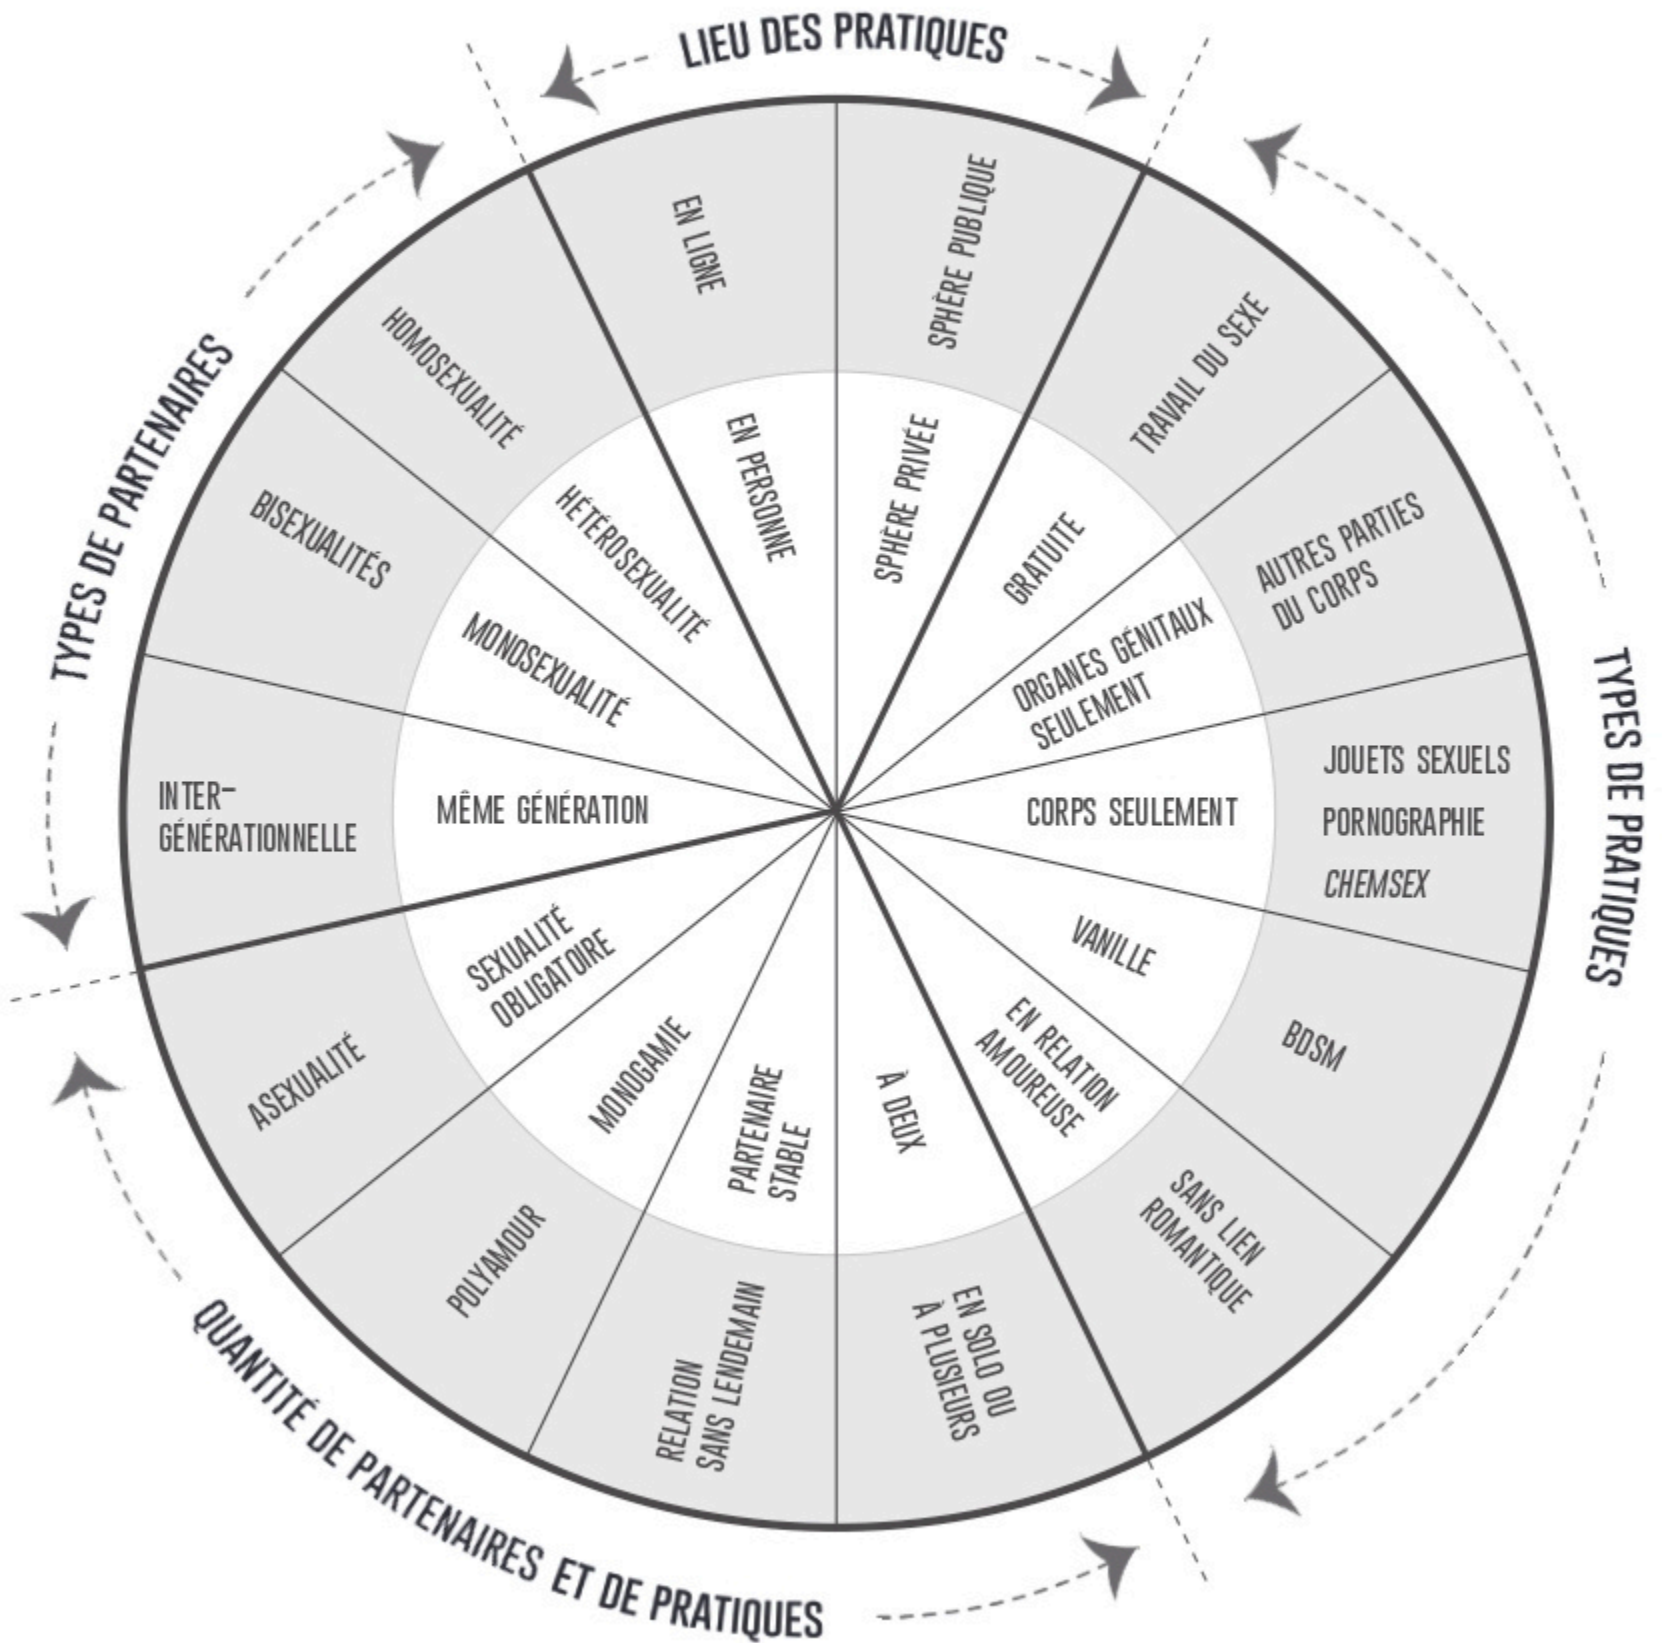 LIEU DES PRATIQUES
EN LIGNE
EN PERSONNE
SPHÈRE PUBLIQUE
SPHÈRE PRIVÉE
TYPES DE PRATIQUES
TRAVAIL DU SEXE
GRATUITE
AUTRES PARTIES
DU CORPS
ORGANES GÉNITAUX
SEULEMENT
JOUETS SEXUELS
PORNOGRAPHIE
CHEMSEX
CORPS SEULEMENT
BDSM
VANILLE
SANS LIEN
ROMANTIQUE
EN RELATION
AMOUREUSE
QUANTITÉ DE PARTENAIRES ET DE PRATIQUES
EN SOLO OU
À PLUSIEURS
À DEUX
RELATION
SANS LENDEMAIN
PARTENAIRE
STABLE
POLYAMOUR
MONOGAMIE
ASEXUALITÉ
SEXUALITÉ
OBLIGATOIRE
TYPES DE PARTENAIRES
INTER-
GÉNÉRATIONNELLE
MÊME GÉNÉRATION
BISEXUALITÉS
MONOSEXUALITÉ
HOMOSEXUALITÉ
HÉTÉROSEXUALITÉ